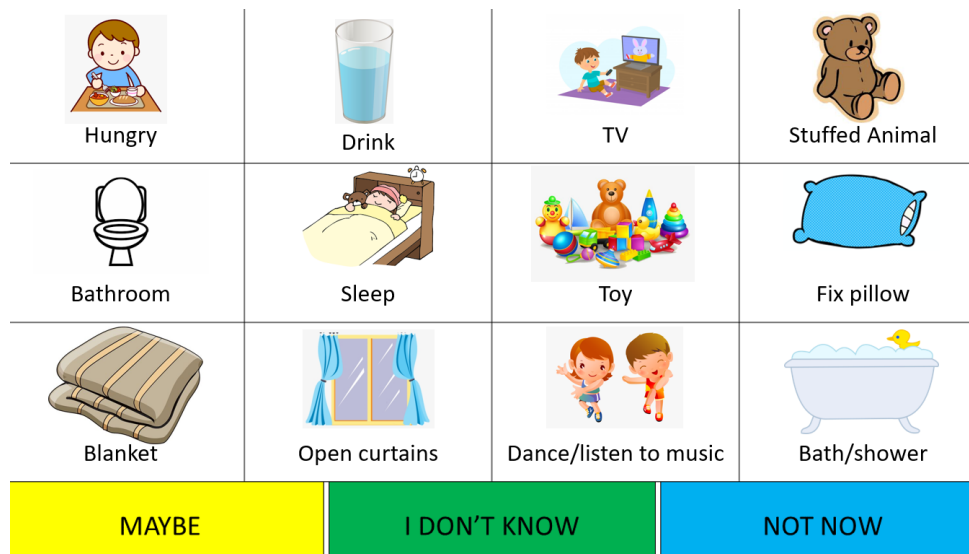 Hungry
Drink
TV
Stuffed Animal
Bathroom
Sleep
Toy
Fix pillow
Blanket
Open curtains
Dance/listen to music
Bath/shower
MAYBE
I DON’T KNOW
NOT NOW